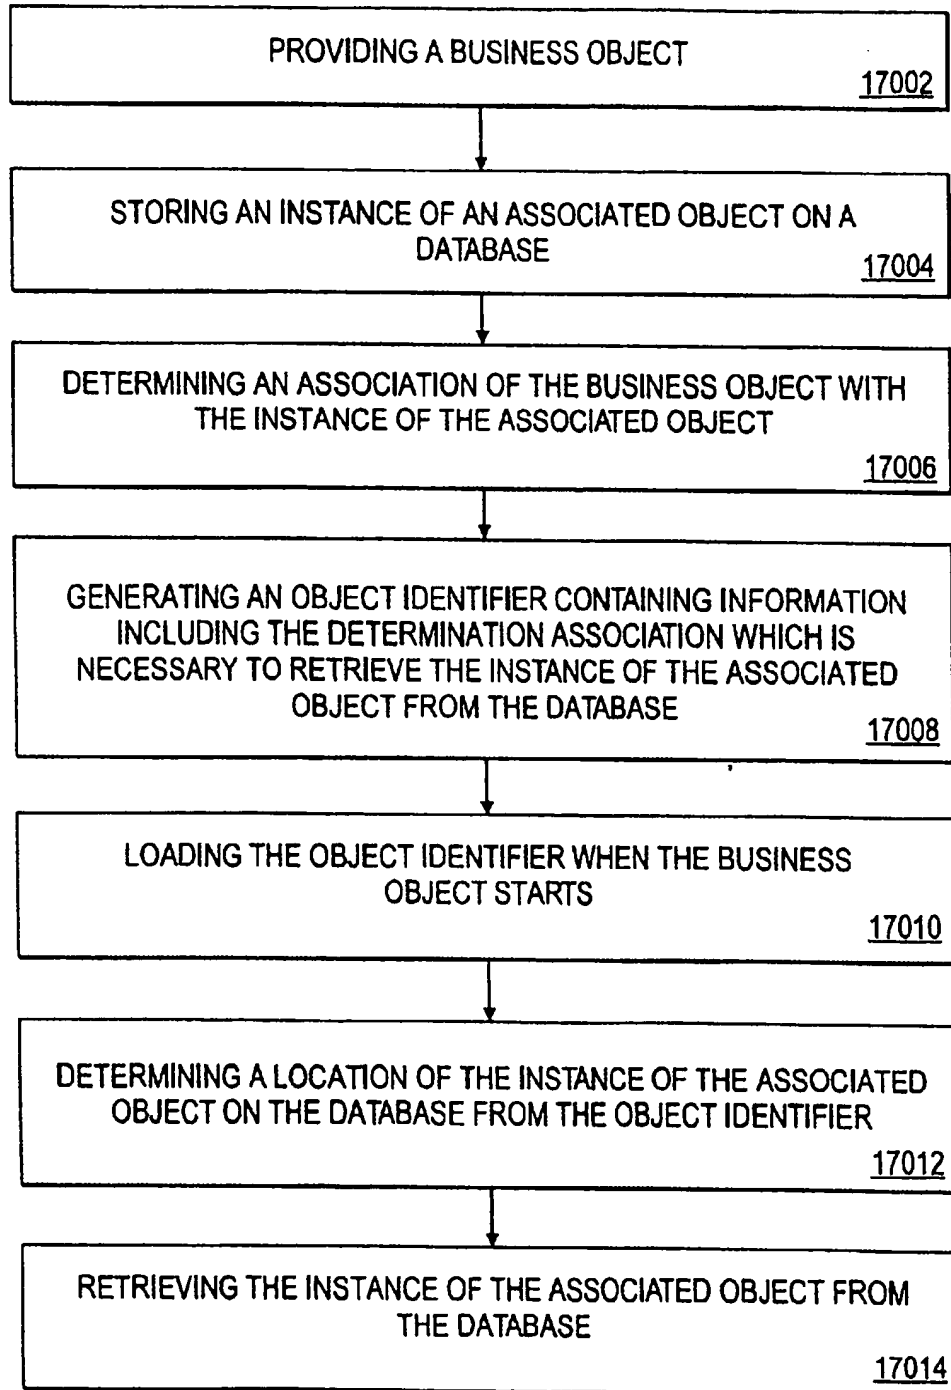 PROVIDING A BUSINESS OBJECT
17002
STORING AN INSTANCE OF AN ASSOCIATED OBJECT ON A
DATABASE
17004
DETERMINING AN ASSOCIATION OF THE BUSINESS OBJECT WITH
THE INSTANCE OF THE ASSOCIATED OBJECT
17006
GENERATING AN OBJECT IDENTIFIER CONTAINING INFORMATION
INCLUDING THE DETERMINATION ASSOCIATION WHICH IS
NECESSARY TO RETRIEVE THE INSTANCE OF THE ASSOCIATED
OBJECT FROM THE DATABASE
17008
LOADING THE OBJECT IDENTIFIER WHEN THE BUSINESS
OBJECT STARTS
17010
DETERMINING A LOCATION OF THE INSTANCE OF THE ASSOCIATED
OBJECT ON THE DATABASE FROM THE OBJECT IDENTIFIER
17012
RETRIEVING THE INSTANCE OF THE ASSOCIATED OBJECT FROM
THE DATABASE
17014